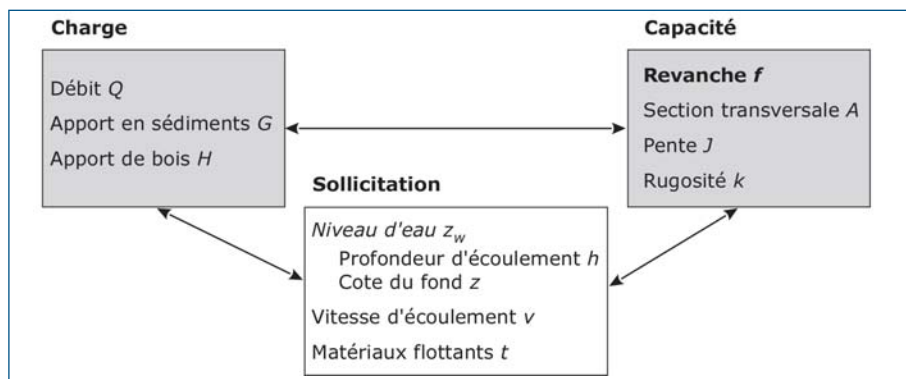 Charge
Débit Q
Apport en sédiments G
Apport de bois H
Capacité
Revanche f
Section transversale A
Pente J
Rugosité k
Sollicitation
Niveau d'eau zw
Profondeur d'écoulement h
Cote du fond z
Vitesse d'écoulement v
Matériaux flottants t